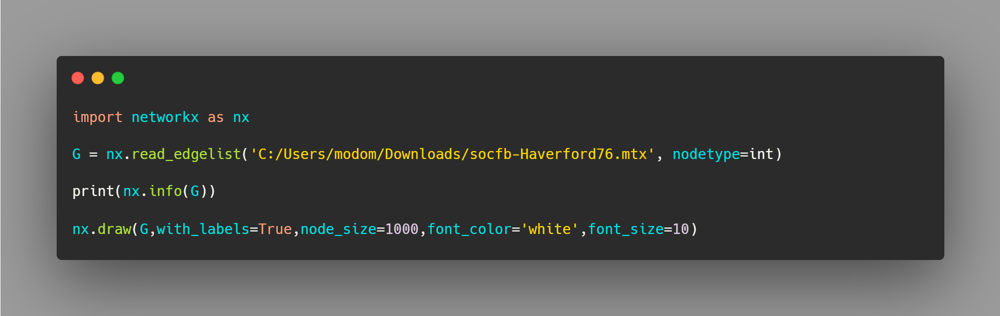 import networkx as nx
G = nx.read_edgelist('C:/Users/modom/Downloads/socfb-Haverford76.mtx', nodetype=int)
print(nx.info(G))
nx.draw(G,with_labels=True,node_size=1000,font_color='white',font_size=10)